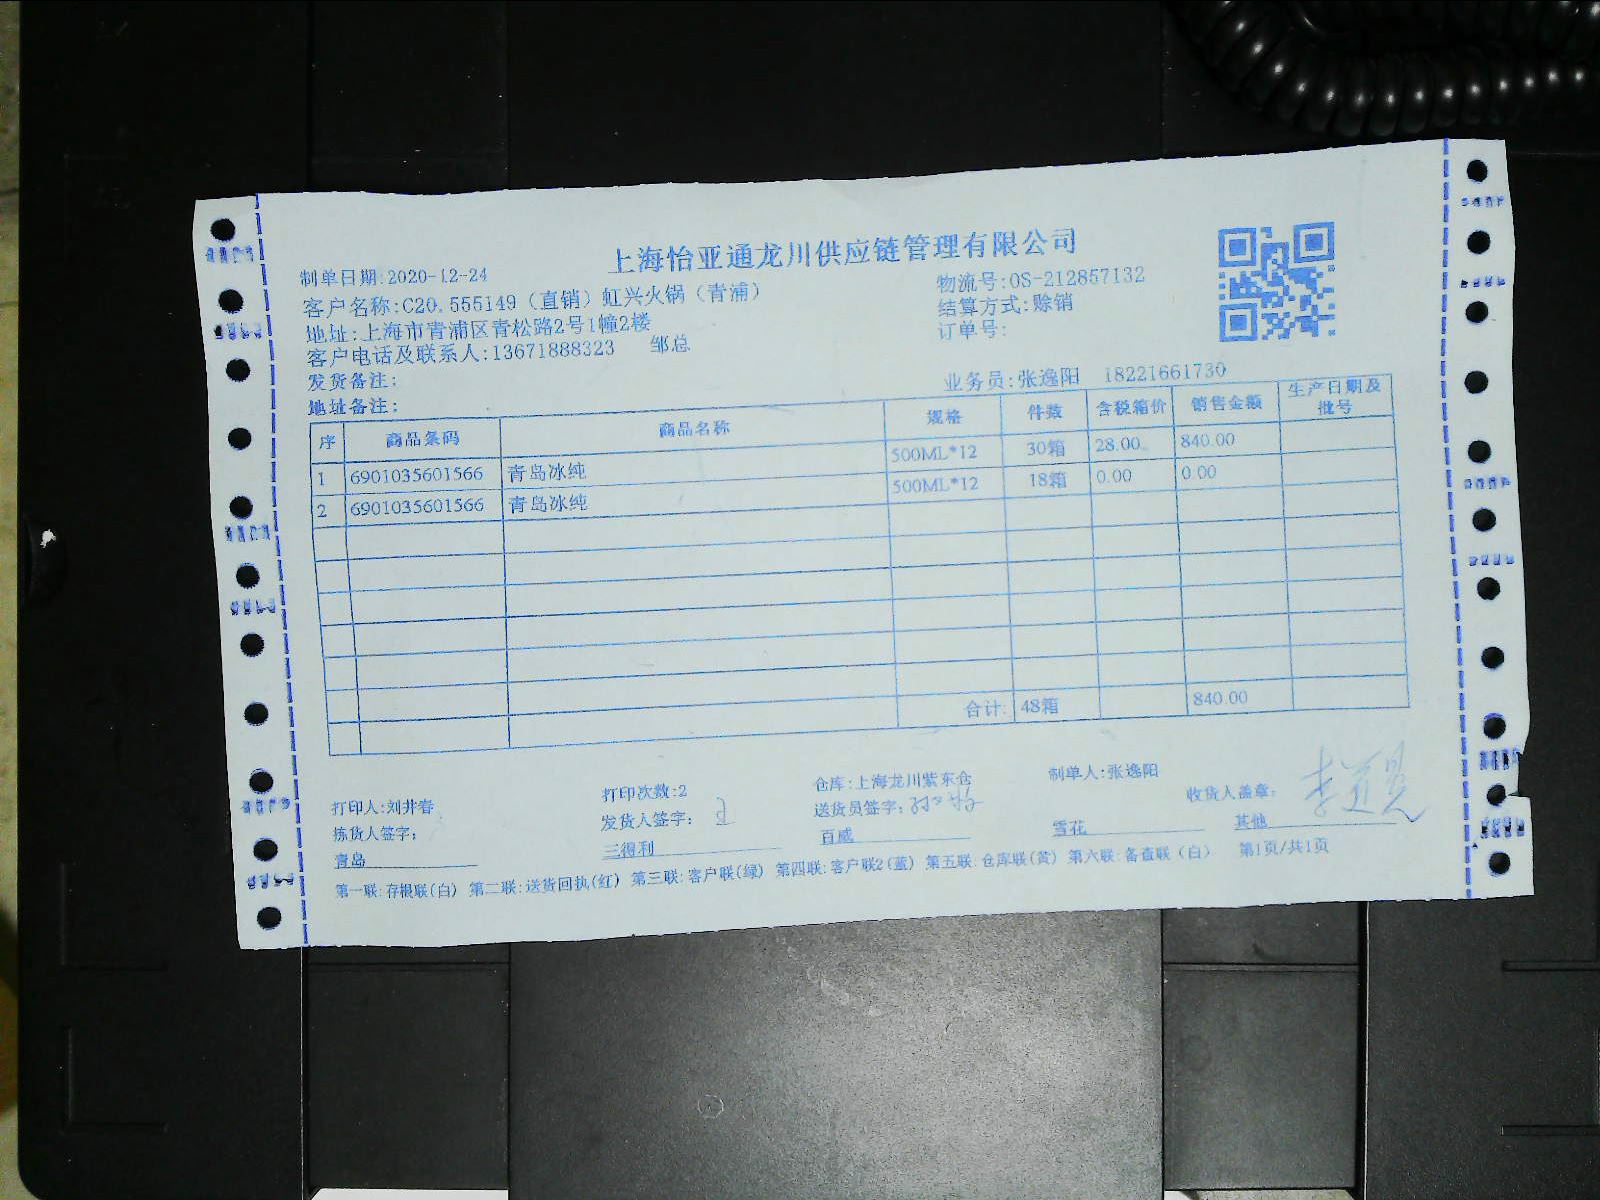 上海怡亚通龙川供应链管理有限公司
制单日期:2020-12-24
物流号:OS-212857132
客户名称:C20.555149（直销）虹兴火锅（青浦）
结算方式:赊销
地址:上海市青浦区青松路2号1幢2楼
订单号:
客户电话及联系人:13671888323 邹总
发货备注:
业务员:张逸阳 18221661730
地址备注:
序 商品条码 商品名称 规格 件数 含税箱价 销售金额 生产日期及批号
1 6901035601566 青岛冰纯 500ML*12 30箱 28.00 840.00
2 6901035601566 青岛冰纯 500ML*12 18箱 0.00 0.00
合计: 48箱 840.00
打印人:刘井春 打印次数:2 仓库:上海龙川紫东仓 制单人:张逸阳
拣货人签字: 发货人签字: 送货员签字: 收货人盖章:
青岛 三得利 百威 雪花 其他
第一联:存根联(白) 第二联:送货回执(红) 第三联:客户联(绿) 第四联:客户联2(蓝) 第五联:仓库联(黄) 第六联:备查联(白) 第1页/共1页